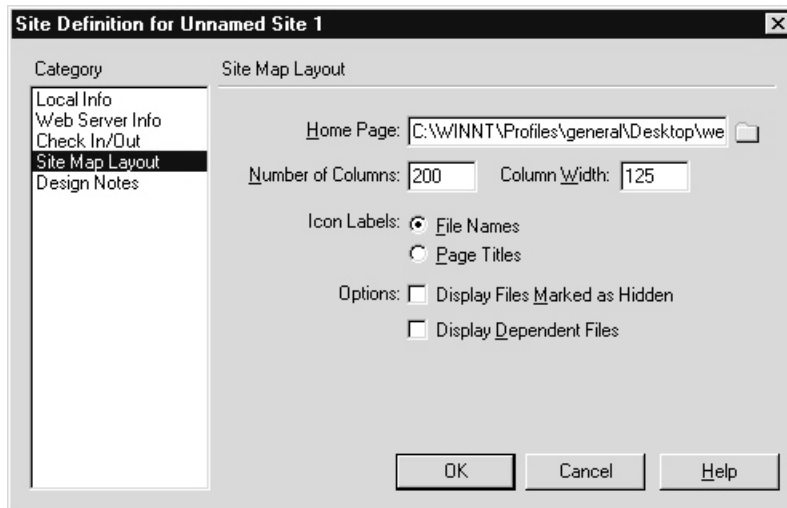 Site Definition for Unnamed Site 1
Category
Local Info
Web Server Info
Check In/Out
Site Map Layout
Design Notes
Site Map Layout
Home Page: C:\WINNT\Profiles\general\Desktop\we
Number of Columns: 200 Column Width: 125
Icon Labels: File Names
Page Titles
Options: Display Files Marked as Hidden
Display Dependent Files
OK Cancel Help